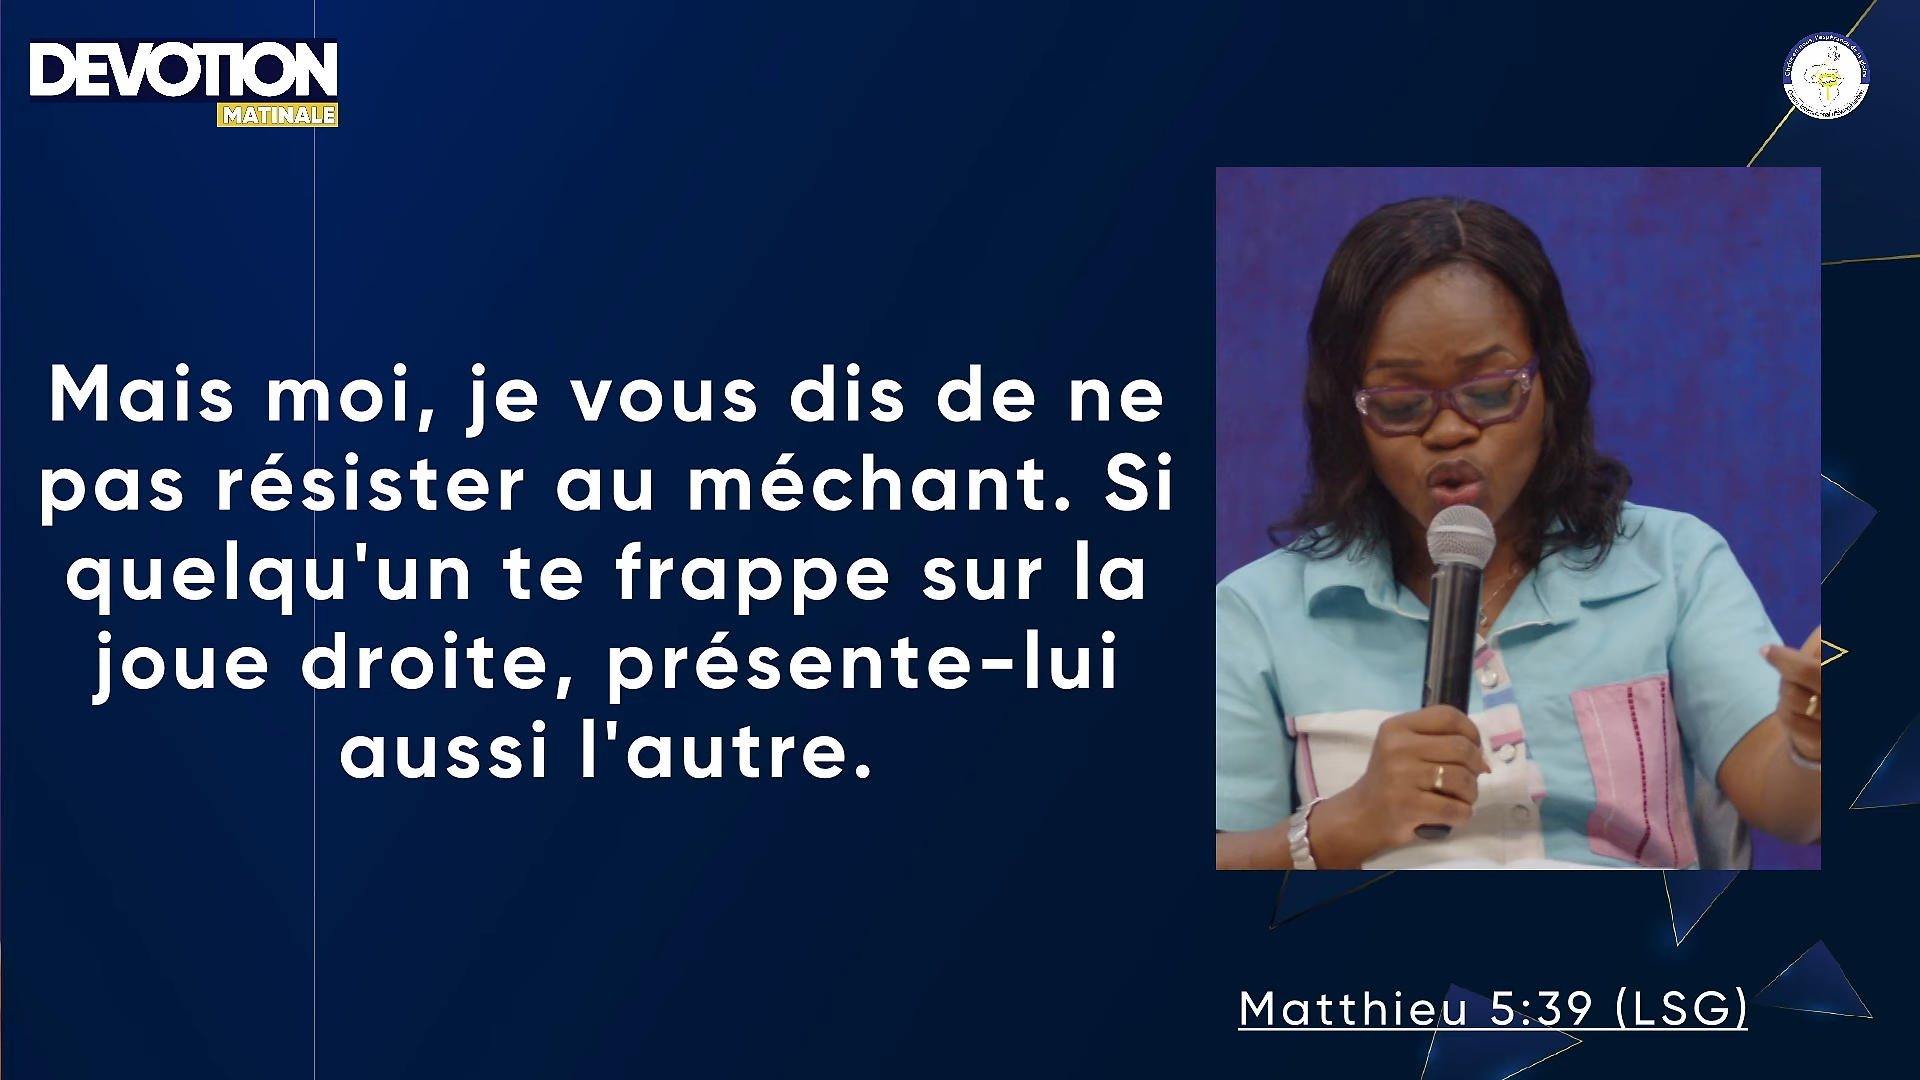 DEVOTION
MATINALE
Mais moi, je vous dis de ne
pas résister au méchant. Si
quelqu'un te frappe sur la
joue droite, présente-lui
aussi l'autre.
Matthieu 5:39 (LSG)